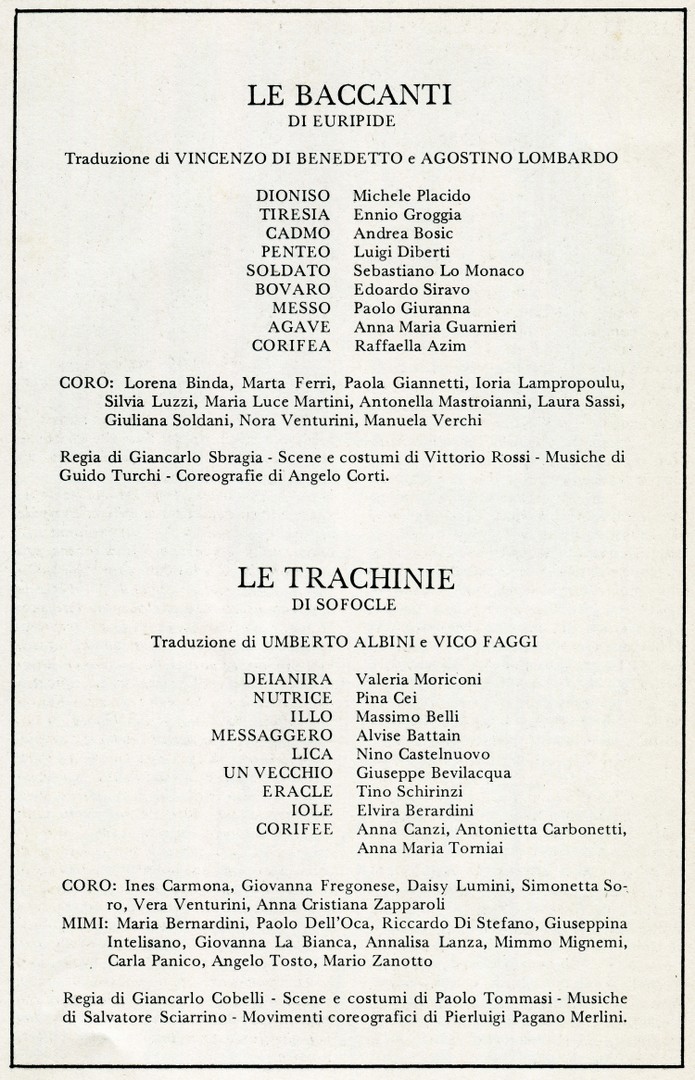 LE BACCANTI
DI EURIPIDE
Traduzione di VINCENZO DI BENEDETTO e AGOSTINO LOMBARDO
DIONISO Michele Placido
TIRESIA Ennio Groggia
CADMO Andrea Bosic
PENTEO Luigi Diberti
SOLDATO Sebastiano Lo Monaco
BOVARO Edoardo Siravo
MESSO Paolo Giuranna
AGAVE Anna Maria Guarnieri
CORIFEA Raffaella Azim
CORO: Lorena Binda, Marta Ferri, Paola Giannetti, Ioria Lampropoulu,
Silvia Luzzi, Maria Luce Martini, Antonella Mastroianni, Laura Sassi,
Giuliana Soldani, Nora Venturini, Manuela Verchi
Regia di Giancarlo Sbragia - Scene e costumi di Vittorio Rossi - Musiche di
Guido Turchi - Coreografie di Angelo Corti.
LE TRACHINIE
DI SOFOCLE
Traduzione di UMBERTO ALBINI e VICO FAGGI
DEIANIRA Valeria Moriconi
NUTRICE Pina Cei
ILLO Massimo Belli
MESSAGGERO Alvise Battain
LICA Nino Castelnuovo
UN VECCHIO Giuseppe Bevilacqua
ERACLE Tino Schirinzi
IOLE Elvira Berardini
CORIFEE Anna Canzi, Antonietta Carbonetti,
Anna Maria Torniai
CORO: Ines Carmona, Giovanna Fregonese, Daisy Lumini, Simonetta So-
ro, Vera Venturini, Anna Cristiana Zapparoli
MIMI: Maria Bernardini, Paolo Dell'Oca, Riccardo Di Stefano, Giuseppina
Intelisano, Giovanna La Bianca, Annalisa Lanza, Mimmo Mignemi,
Carla Panico, Angelo Tosto, Mario Zanotto
Regia di Giancarlo Cobelli - Scene e costumi di Paolo Tommasi - Musiche
di Salvatore Sciarrino - Movimenti coreografici di Pierluigi Pagano Merlini.